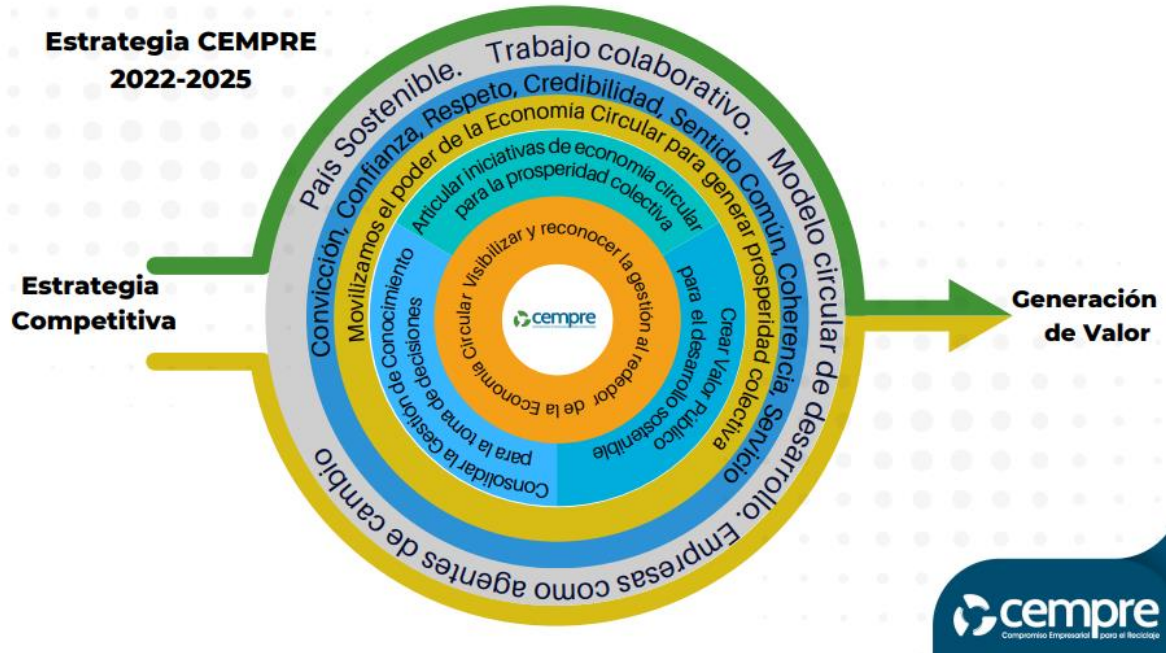 Estrategia CEMPRE
2022-2025
Estrategia
Competitiva
País Sostenible. Trabajo colaborativo. Modelo circular de desarrollo. Empresas como agentes de cambio
Convicción, Confianza, Respeto, Credibilidad, Sentido Común, Coherencia, Servicio
Movilizamos el poder de la Economía Circular para generar prosperidad colectiva
Articular iniciativas de economía circular
para la prosperidad colectiva
Crear Valor Público
para el desarrollo sostenible
Consolidar la Gestión de Conocimiento
para la toma de decisiones
Visibilizar y reconocer la gestión al rededor de la Economía Circular
cempre
Generación
de Valor
cempre
Compromiso Empresarial para el Reciclaje